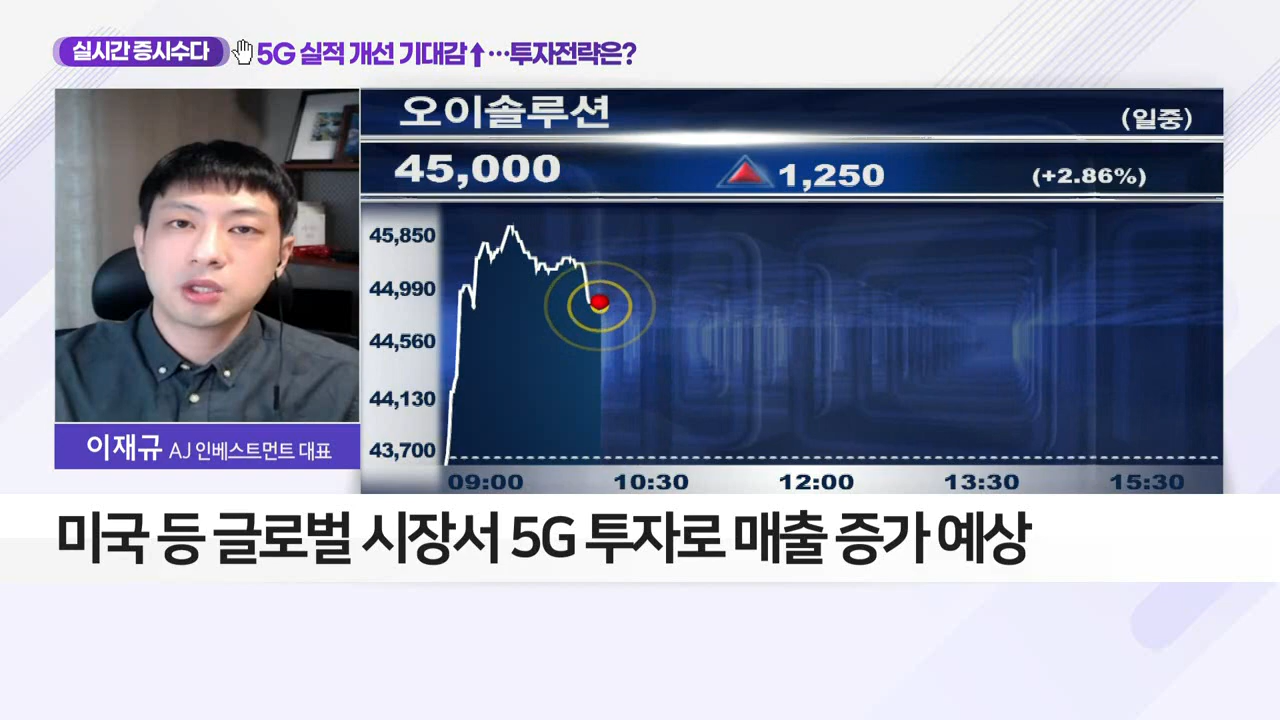 실시간 증시수다 5G 실적 개선 기대감↑…투자전략은?
오이솔루션 (일중)
45,000 ▲ 1,250 (+2.86%)
45,850
44,990
44,560
44,130
43,700
09:00 10:30 12:00 13:30 15:30
이재규 AJ 인베스트먼트 대표
미국 등 글로벌 시장서 5G 투자로 매출 증가 예상